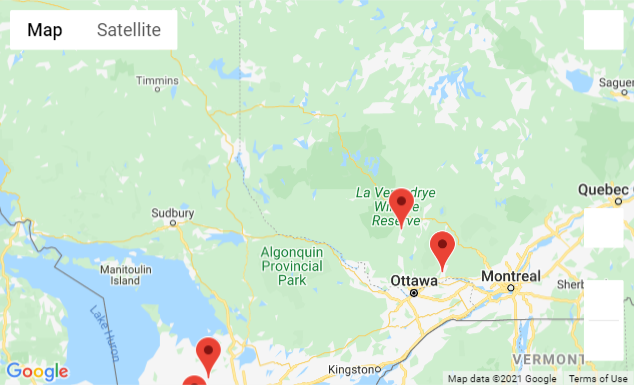 Map
Satellite
Timmins
Saguen
La Verendrye
Wildlife
Reserve
Quebec
Sudbury
Algonquin
Provincial
Park
Manitoulin
Island
Ottawa
Montreal
Sherb
Lake Huron
VERMONT
Kingston
Google
Map data ©2021 Google
Terms of Use